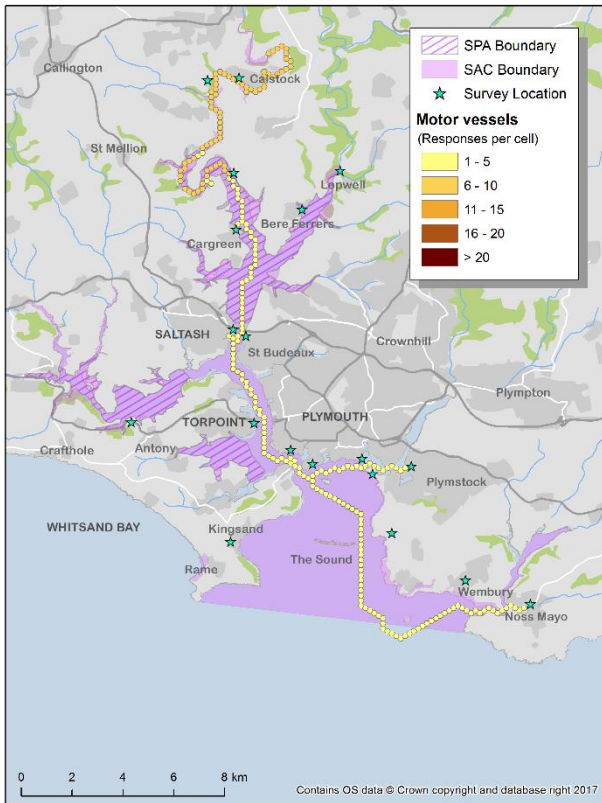 SPA Boundary
SAC Boundary
Survey Location
Motor vessels
(Responses per cell)
1 - 5
6 - 10
11 - 15
16 - 20
> 20
Callington
Calstock
St Mellion
Lopwell
Bere Ferrers
Cargreen
SALTASH
St Budeaux
Crownhill
Plympton
TORPOINT
PLYMOUTH
Crafthole
Antony
Plymstock
WHITSAND BAY
Kingsand
The Sound
Rame
Wembury
Noss Mayo
0 2 4 6 8 km
Contains OS data © Crown copyright and database right 2017